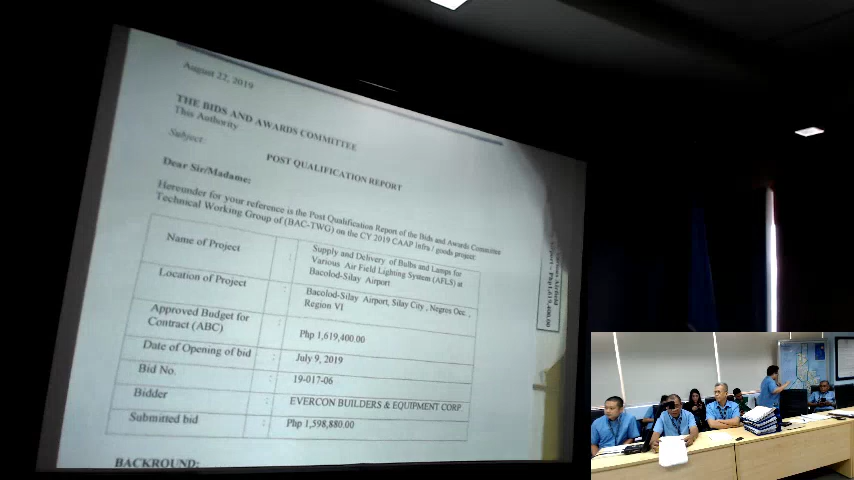 August 22, 2019
THE BIDS AND AWARDS COMMITTEE
This Authority
Subject:
POST QUALIFICATION REPORT
Dear Sir/Madame:
Hereunder for your reference is the Post Qualification Report of the Bids and Awards Committee
Technical Working Group of (BAC-TWG) on the CY 2019 CAAP infra / goods project:
Name of Project : Supply and Delivery of Bulbs and Lamps for
Various Air Field Lighting System (AFLS) at
Bacolod-Silay Airport
Location of Project : Bacolod-Silay Airport, Silay City , Negros Occ.,
Region VI
Approved Budget for
Contract (ABC) : Php 1,619,400.00
Date of Opening of bid : July 9, 2019
Bid No. : 19-017-06
Bidder : EVERCON BUILDERS & EQUIPMENT CORP
Submitted bid : Php 1,598,880.00
BACKROUND: